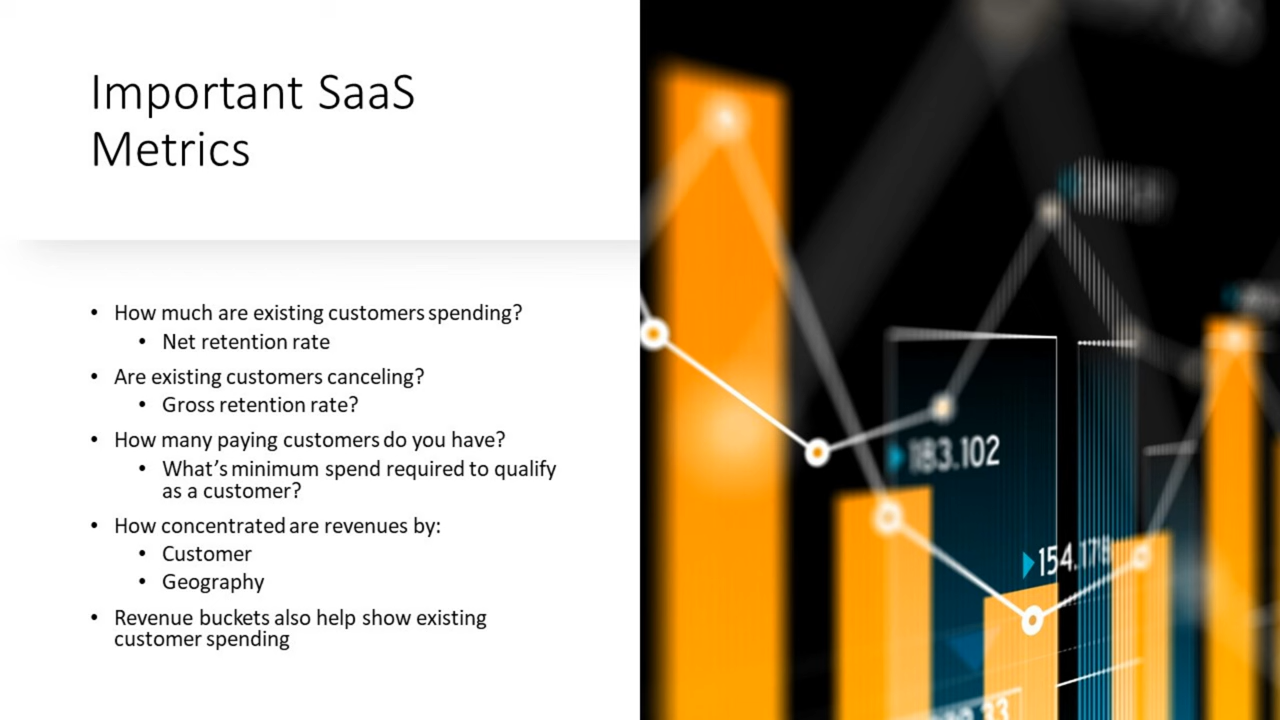 Important SaaS
Metrics
• How much are existing customers spending?
• Net retention rate
• Are existing customers canceling?
• Gross retention rate?
• How many paying customers do you have?
• What's minimum spend required to qualify
as a customer?
• How concentrated are revenues by:
• Customer
• Geography
• Revenue buckets also help show existing
customer spending
183.102
154.178